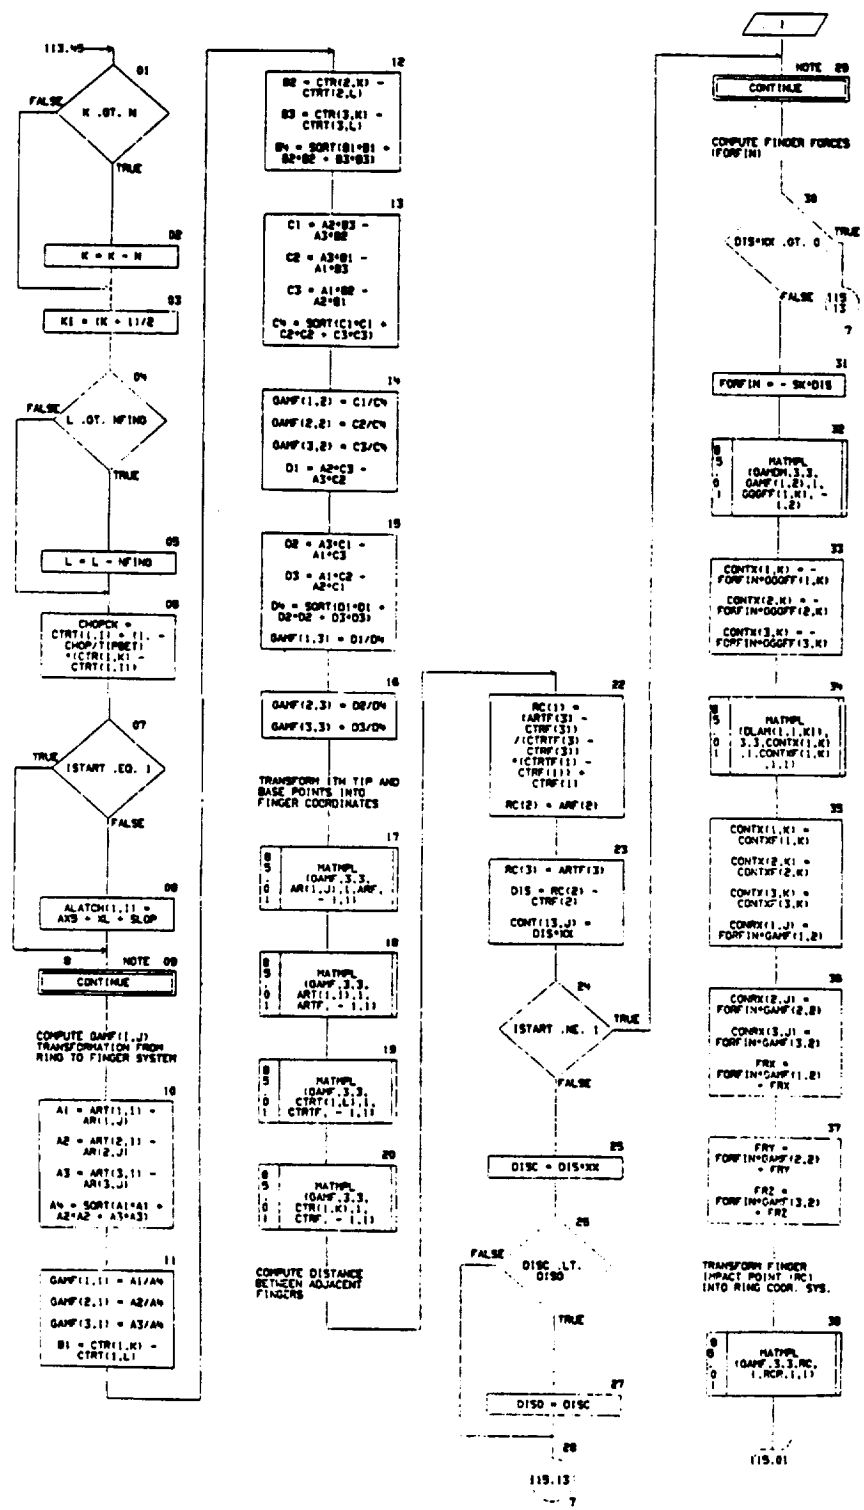 113.45
01
K .GT. N
FALSE
TRUE
02
K = K - N
03
K1 = (K + 1)/2
04
L .GT. NFING
FALSE
TRUE
05
L = L - NFING
06
CHOPCK =
CTRT(1,1) + (1. -
CHOP/TIPBET)
*(CTR(1,K) -
CTRT(1,1))
07
ISTART .EQ. 1
TRUE
FALSE
08
ALATCH(1,1) =
AXS + XL + SLOP
8 NOTE 09
CONTINUE
COMPUTE GAMF(I,J)
TRANSFORMATION FROM
RING TO FINGER SYSTEM
10
A1 = ART(1,1) -
AR(1,J)
A2 = ART(2,1) -
AR(2,J)
A3 = ART(3,1) -
AR(3,J)
A4 = SQRT(A1*A1 +
A2*A2 + A3*A3)
11
GAMF(1,1) = A1/A4
GAMF(2,1) = A2/A4
GAMF(3,1) = A3/A4
B1 = CTR(1,K) -
CTRT(1,L)
12
B2 = CTR(2,K) -
CTRT(2,L)
B3 = CTR(3,K) -
CTRT(3,L)
B4 = SQRT(B1*B1 +
B2*B2 + B3*B3)
13
C1 = A2*B3 -
A3*B2
C2 = A3*B1 -
A1*B3
C3 = A1*B2 -
A2*B1
C4 = SQRT(C1*C1 +
C2*C2 + C3*C3)
14
GAMF(1,2) = C1/C4
GAMF(2,2) = C2/C4
GAMF(3,2) = C3/C4
D1 = A2*C3 -
A3*C2
15
D2 = A3*C1 -
A1*C3
D3 = A1*C2 -
A2*C1
D4 = SQRT(D1*D1 +
D2*D2 + D3*D3)
GAMF(1,3) = D1/D4
16
GAMF(2,3) = D2/D4
GAMF(3,3) = D3/D4
TRANSFORM ITH TIP AND
BASE POINTS INTO
FINGER COORDINATES
17
MATMPL
(GAMF,3,3,
AR(1,J),1,ARF,
- 1,1)
18
MATMPL
(GAMF,3,3,
ART(1,1),1,
ARTF, - 1,1)
19
MATMPL
(GAMF,3,3,
CTRT(1,L),1,
CTRTF, - 1,1)
20
MATMPL
(GAMF,3,3,
CTR(1,K),1,
CTRF, - 1,1)
COMPUTE DISTANCE
BETWEEN ADJACENT
FINGERS
22
RC(1) =
(ARTF(3) -
CTRF(3))
/(CTRTF(3) -
CTRF(3))
*(CTRTF(1) -
CTRF(1)) +
CTRF(1)
RC(2) = ARF(2)
23
RC(3) = ARTF(3)
DIS = RC(2) -
CTRF(2)
CONT(13,J) =
DIS*XX
24
ISTART .NE. 1
TRUE
FALSE
25
DISC = DIS*XX
26
DISC .LT.
DISD
FALSE
TRUE
27
DISD = DISC
28
115.13
7
1
NOTE 29
CONTINUE
COMPUTE FINGER FORCES
(FORFIN)
30
DIS*XX .GT. 0
TRUE
FALSE
115
13
7
31
FORFIN = - SK*DIS
32
MATMPL
(GAMDM,3,3,
GAMF(1,2),1,
GGGFF(1,K), -
1,2)
33
CONTX(1,K) = -
FORFIN*GGGFF(1,K)
CONTX(2,K) = -
FORFIN*GGGFF(2,K)
CONTX(3,K) = -
FORFIN*GGGFF(3,K)
34
MATMPL
(DLAM(1,1,K1),
3,3,CONTX(1,K)
,1,CONTXF(1,K)
,1,1)
35
CONTX(1,K) =
CONTXF(1,K)
CONTX(2,K) =
CONTXF(2,K)
CONTX(3,K) =
CONTXF(3,K)
CONRX(1,J) =
FORFIN*GAMF(1,2)
36
CONRX(2,J) =
FORFIN*GAMF(2,2)
CONRX(3,J) =
FORFIN*GAMF(3,2)
FRX =
FORFIN*GAMF(1,2)
+ FRX
37
FRY =
FORFIN*GAMF(2,2)
+ FRY
FRZ =
FORFIN*GAMF(3,2)
+ FRZ
TRANSFORM FINGER
IMPACT POINT (RC)
INTO RING COOR. SYS.
38
MATMPL
(GAMF,3,3,RC,
1,RCR,1,1)
115.01